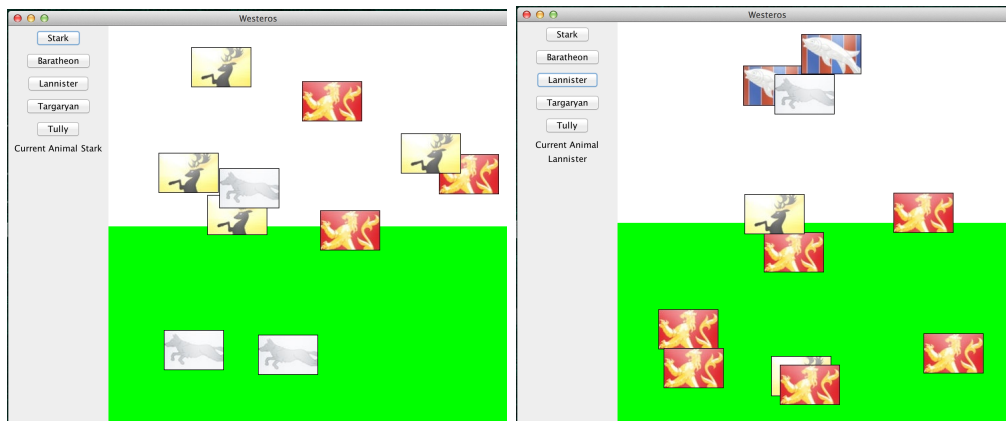 Westeros
Stark
Baratheon
Lannister
Targaryan
Tully
Current Animal Stark
Westeros
Stark
Baratheon
Lannister
Targaryan
Tully
Current Animal
Lannister